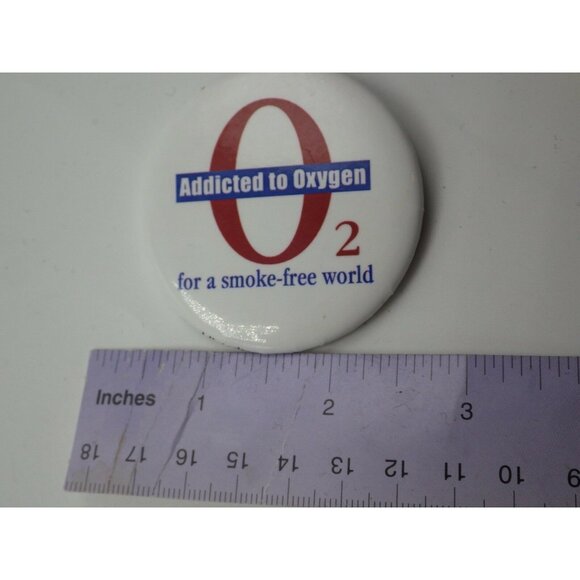 O
Addicted to Oxygen
2
for a smoke-free world
Inches 1 2 3
18 17 16 15 14 13 12 11 10 9